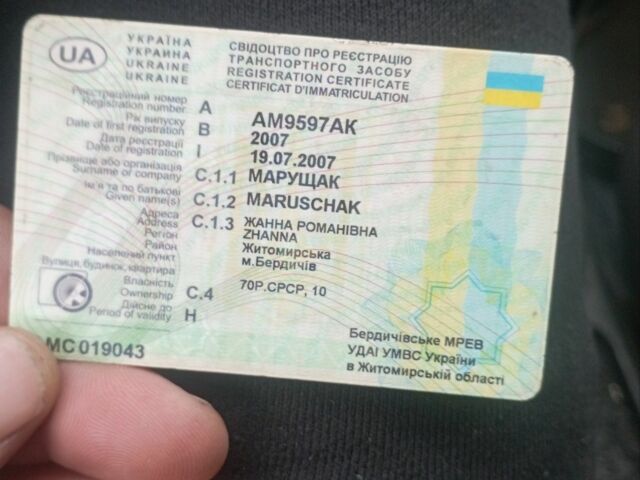 UA
УКРАЇНА
УКРАИНА
UKRAINE
UKRAINE
СВІДОЦТВО ПРО РЕЄСТРАЦІЮ
ТРАНСПОРТНОГО ЗАСОБУ
REGISTRATION CERTIFICATE
CERTIFICAT D'IMMATRICULATION
Реєстраційний номер
Registration number
A
АМ9597АК
Рік випуску
Date of first registration
B
2007
Дата реєстрації
Date of registration
I
19.07.2007
Прізвище або організація
Surname of company
C.1.1
МАРУЩАК
Ім я та по батькові
Given name(s)
C.1.2
MARUSCHAK
Адреса
Address
C.1.3
ЖАННА РОМАНІВНА
ZHANNA
Регіон
Житомирська
Район
Населений пункт
м.Бердичів
Вулиця, будинок, квартира
70Р.СРСР, 10
Власність
Ownership
C.4
Дійсне до
Period of validity
H
МС 019043
Бердичівське МРЕВ
УДАІ УМВС України
в Житомирській області